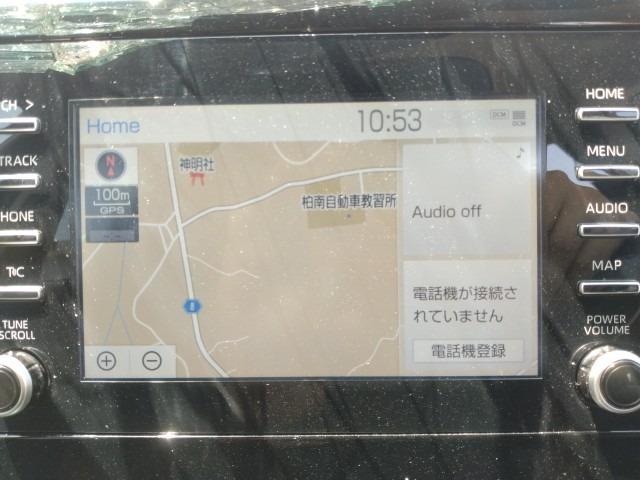 CH >
TRACK
HONE
T
C
TUNE
SCROLL
Home
10:53
DCM
DCM
N
100m
GPS
神明社
柏南自動車教習所
Audio off
電話機が接続さ
れていません
電話機登録
HOME
MENU
AUDIO
MAP
POWER
VOLUME